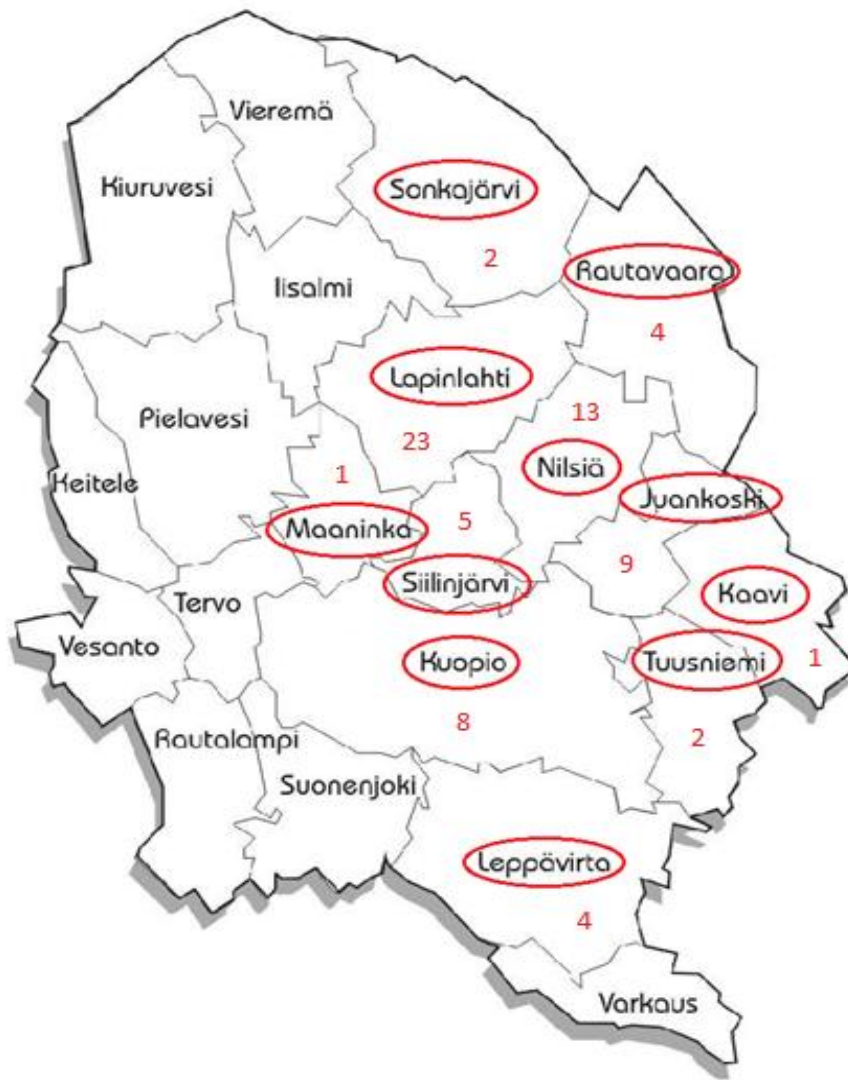 Vieremä
Kiuruvesi
Sonkajärvi
2
Rautavaara
Iisalmi
4
Lapinlahti
13
Pielavesi
23
Nilsiä
1
Keitele
Juankoski
5
Maaninka
9
Siilinjärvi
Kaavi
Tervo
Vesanto
Kuopio
Tuusniemi
1
8
2
Rautalampi
Suonenjoki
Leppävirta
4
Varkaus